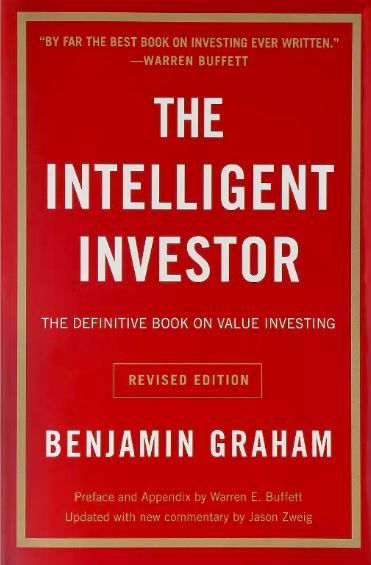 “BY FAR THE BEST BOOK ON INVESTING EVER WRITTEN.”
—WARREN BUFFETT
THE
INTELLIGENT
INVESTOR
THE DEFINITIVE BOOK ON VALUE INVESTING
REVISED EDITION
BENJAMIN GRAHAM
Preface and Appendix by Warren E. Buffett
Updated with new commentary by Jason Zweig